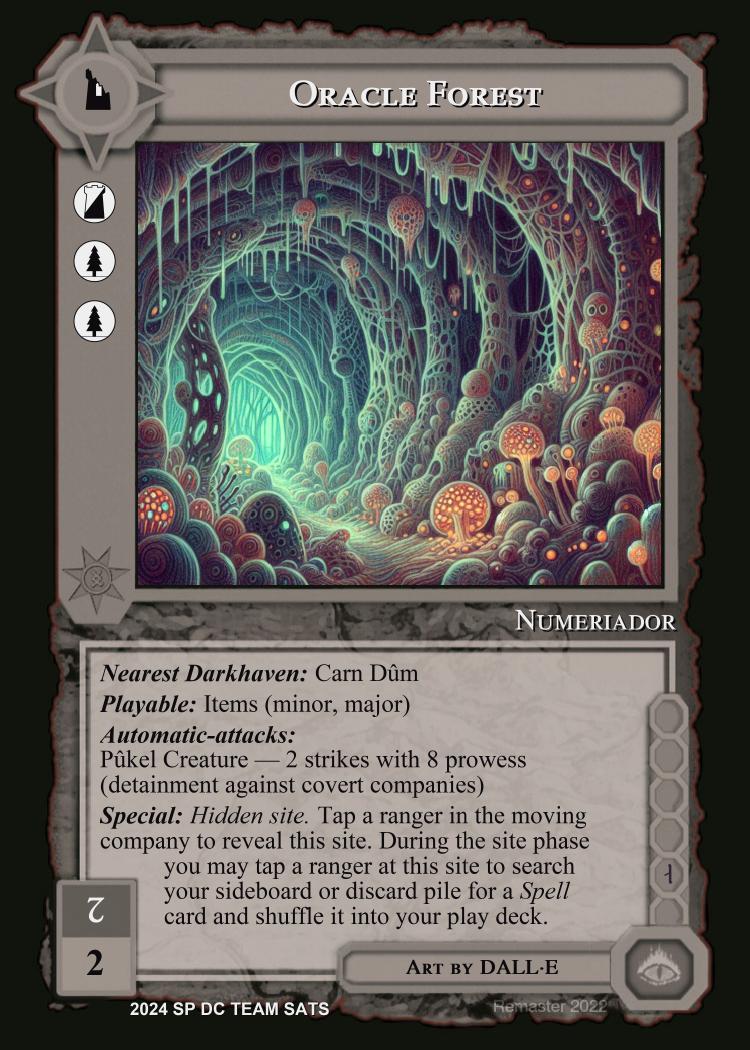 Oracle Forest
Numeriador
Nearest Darkhaven: Carn Dûm
Playable: Items (minor, major)
Automatic-attacks:
Pûkel Creature — 2 strikes with 8 prowess
(detainment against covert companies)
Special: Hidden site. Tap a ranger in the moving
company to reveal this site. During the site phase
you may tap a ranger at this site to search
your sideboard or discard pile for a Spell
card and shuffle it into your play deck.
2
Art by DALL·E
2024 SP DC TEAM SATS
Remaster 2022